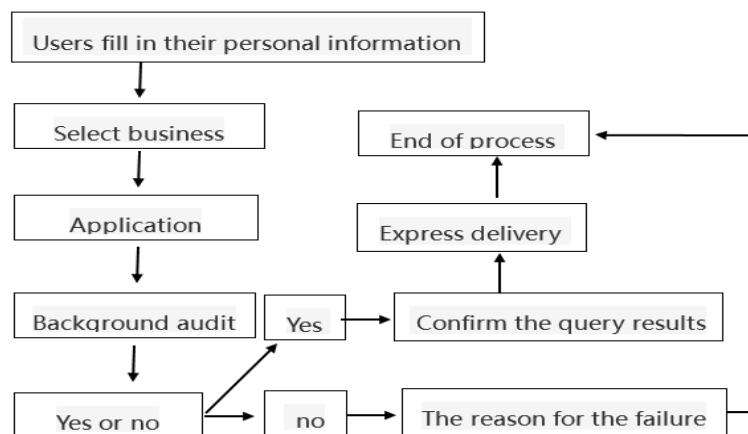 Users fill in their personal information
Select business
End of process
Application
Express delivery
Background audit
Yes
Confirm the query results
Yes or no
no
The reason for the failure